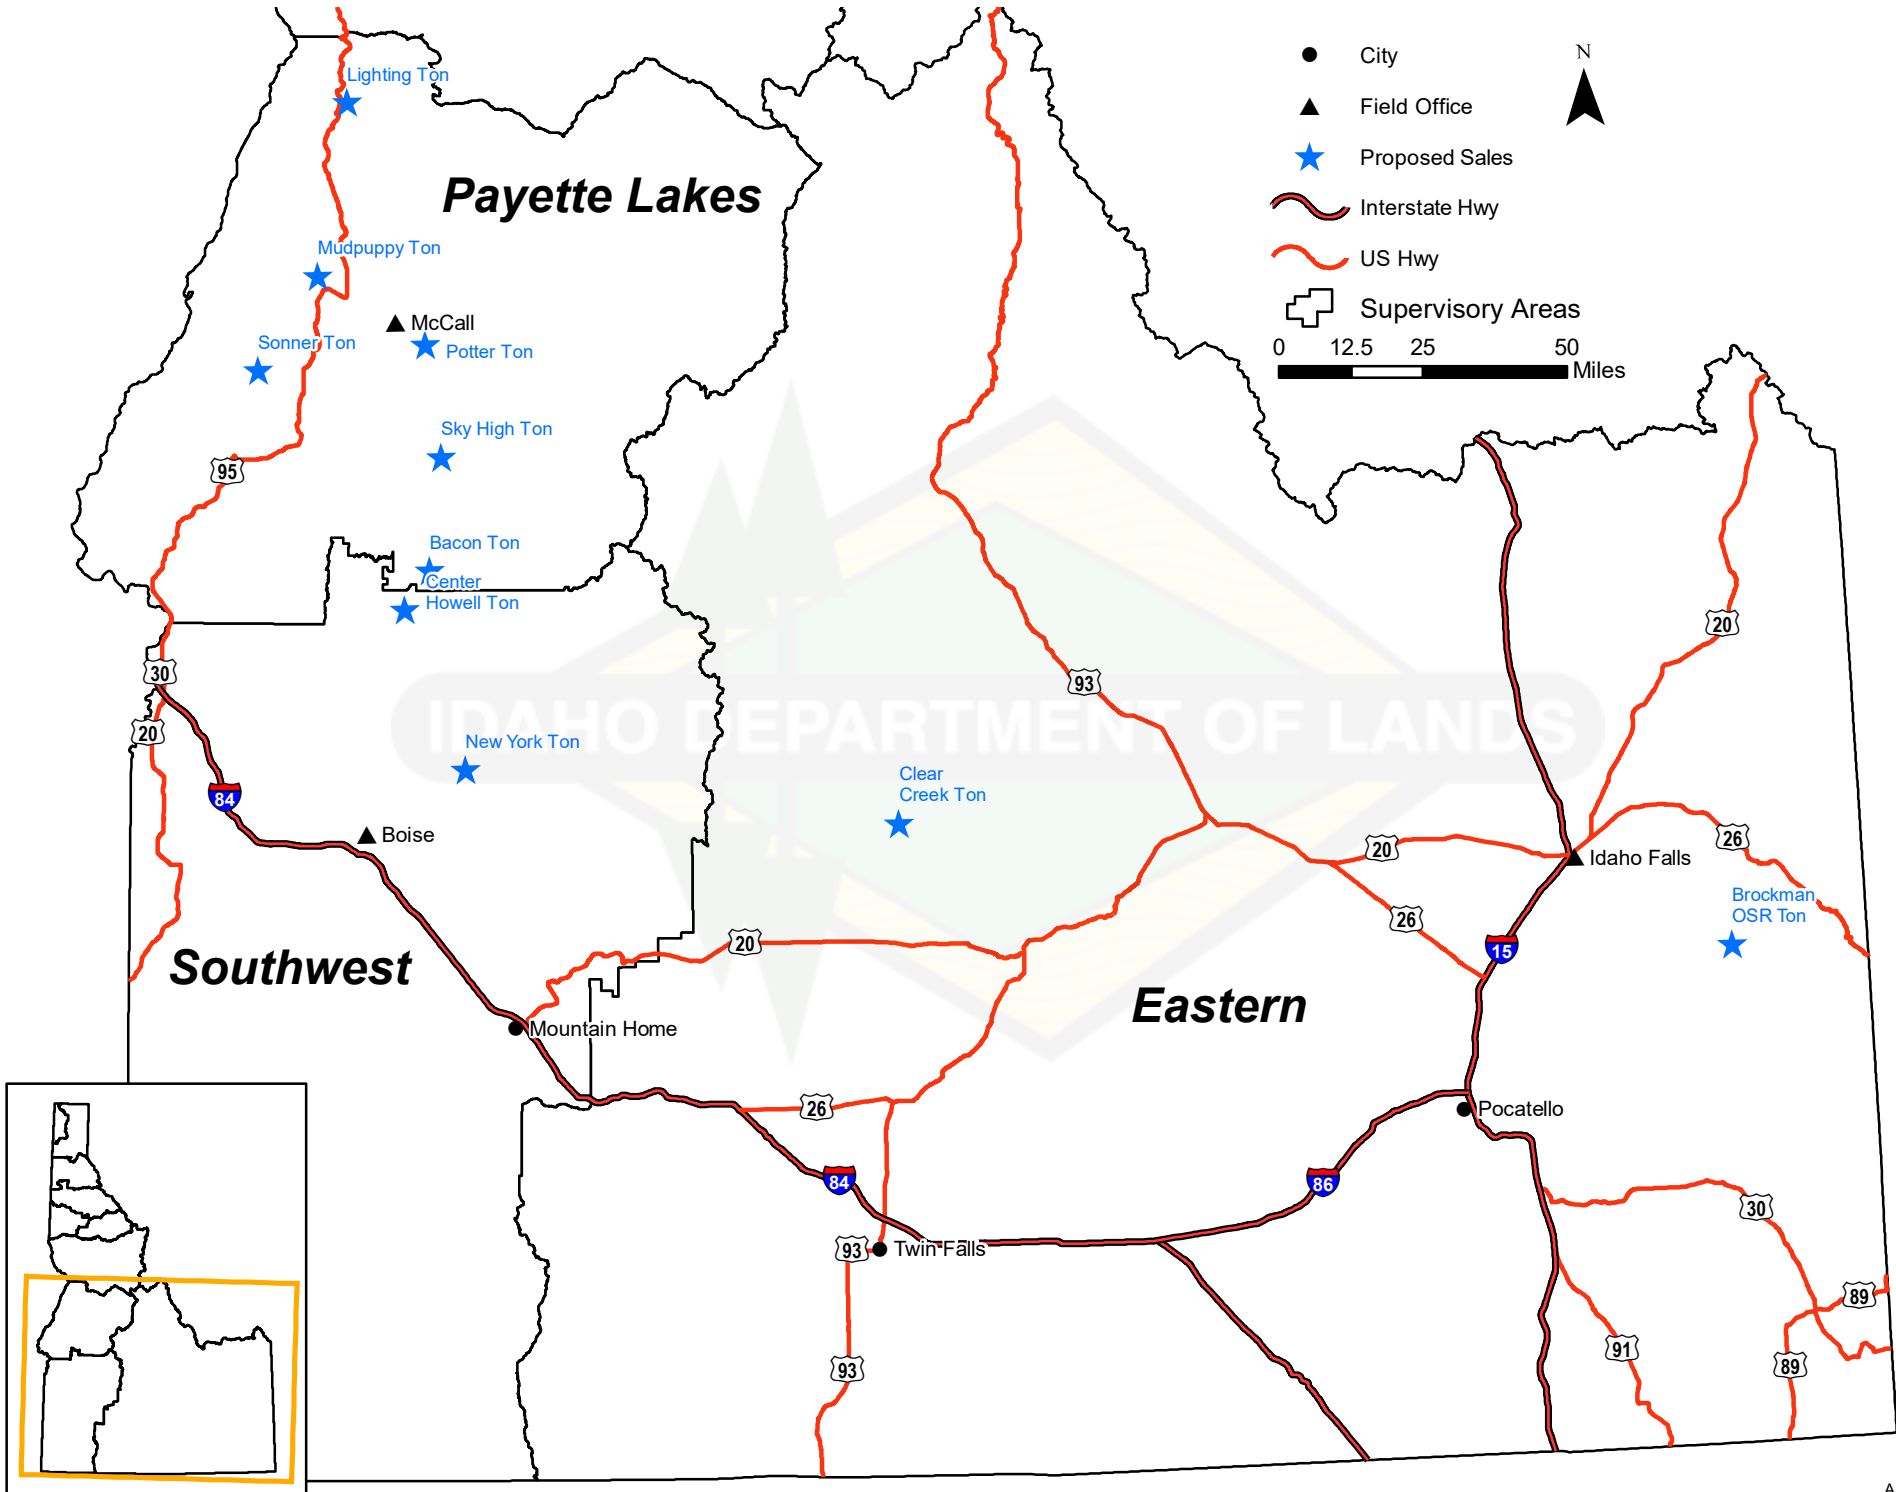 Lighting Ton
Payette Lakes
Mudpuppy Ton
McCall
Potter Ton
Sonner Ton
Sky High Ton
95
Bacon Ton
Center
Howell Ton
30
20
New York Ton
84
Boise
Southwest
Mountain Home
City
Field Office
Proposed Sales
Interstate Hwy
US Hwy
Supervisory Areas
0 12.5 25 50
Miles
N
IDAHO DEPARTMENT OF LANDS
93
20
Clear
Creek Ton
20
26
Idaho Falls
26
Brockman
OSR Ton
15
20
Eastern
26
Pocatello
84
86
93
Twin Falls
30
89
93
91
89
A